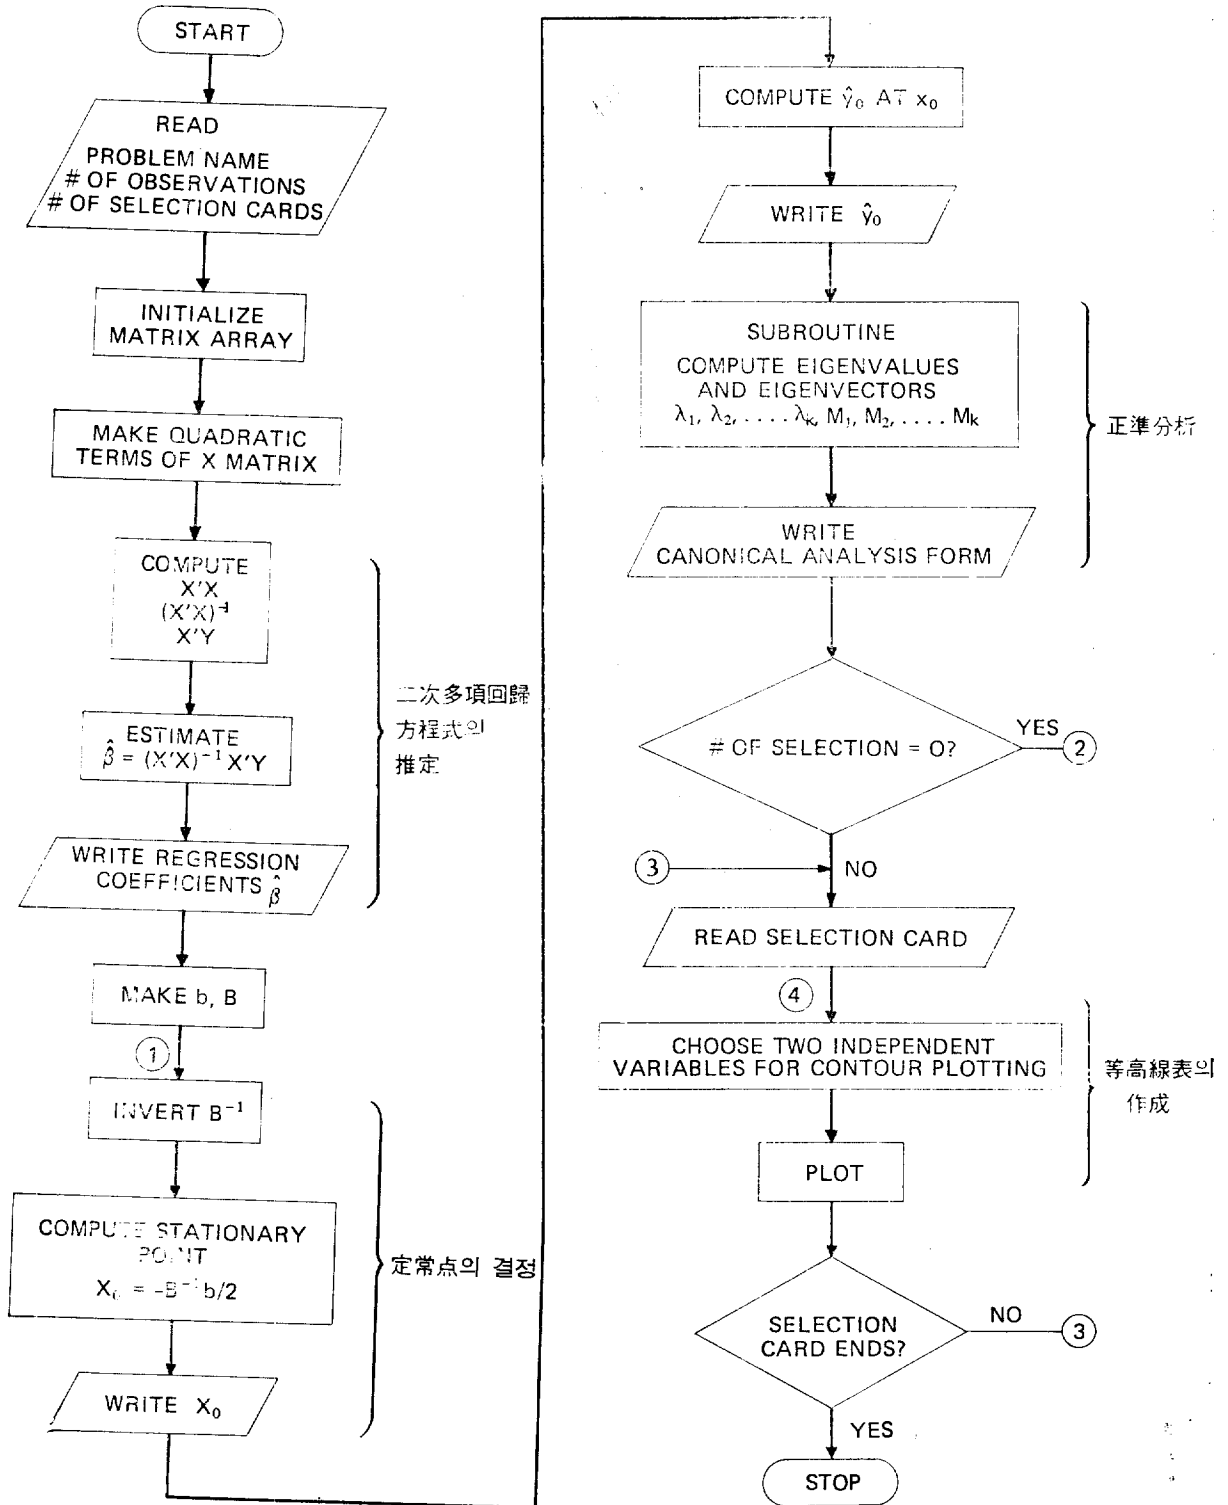 START
READ
PROBLEM NAME
# OF OBSERVATIONS
# OF SELECTION CARDS
INITIALIZE
MATRIX ARRAY
MAKE QUADRATIC
TERMS OF X MATRIX
COMPUTE
X'X
(X'X)⁻¹
X'Y
ESTIMATE
β̂ = (X'X)⁻¹ X'Y
WRITE REGRESSION
COEFFICIENTS β̂
二次多項回歸
方程式의
推定
MAKE b, B
①
INVERT B⁻¹
COMPUTE STATIONARY
POINT
X₀ = -B⁻¹b/2
定常点의 결정
WRITE X₀
COMPUTE ŷ₀ AT x₀
WRITE ŷ₀
SUBROUTINE
COMPUTE EIGENVALUES
AND EIGENVECTORS
λ₁, λ₂, .... λₖ, M₁, M₂, .... Mₖ
正準分析
WRITE
CANONICAL ANALYSIS FORM
# OF SELECTION = O?
YES
②
③
NO
READ SELECTION CARD
④
CHOOSE TWO INDEPENDENT
VARIABLES FOR CONTOUR PLOTTING
等高線表의
作成
PLOT
SELECTION
CARD ENDS?
NO
③
YES
STOP